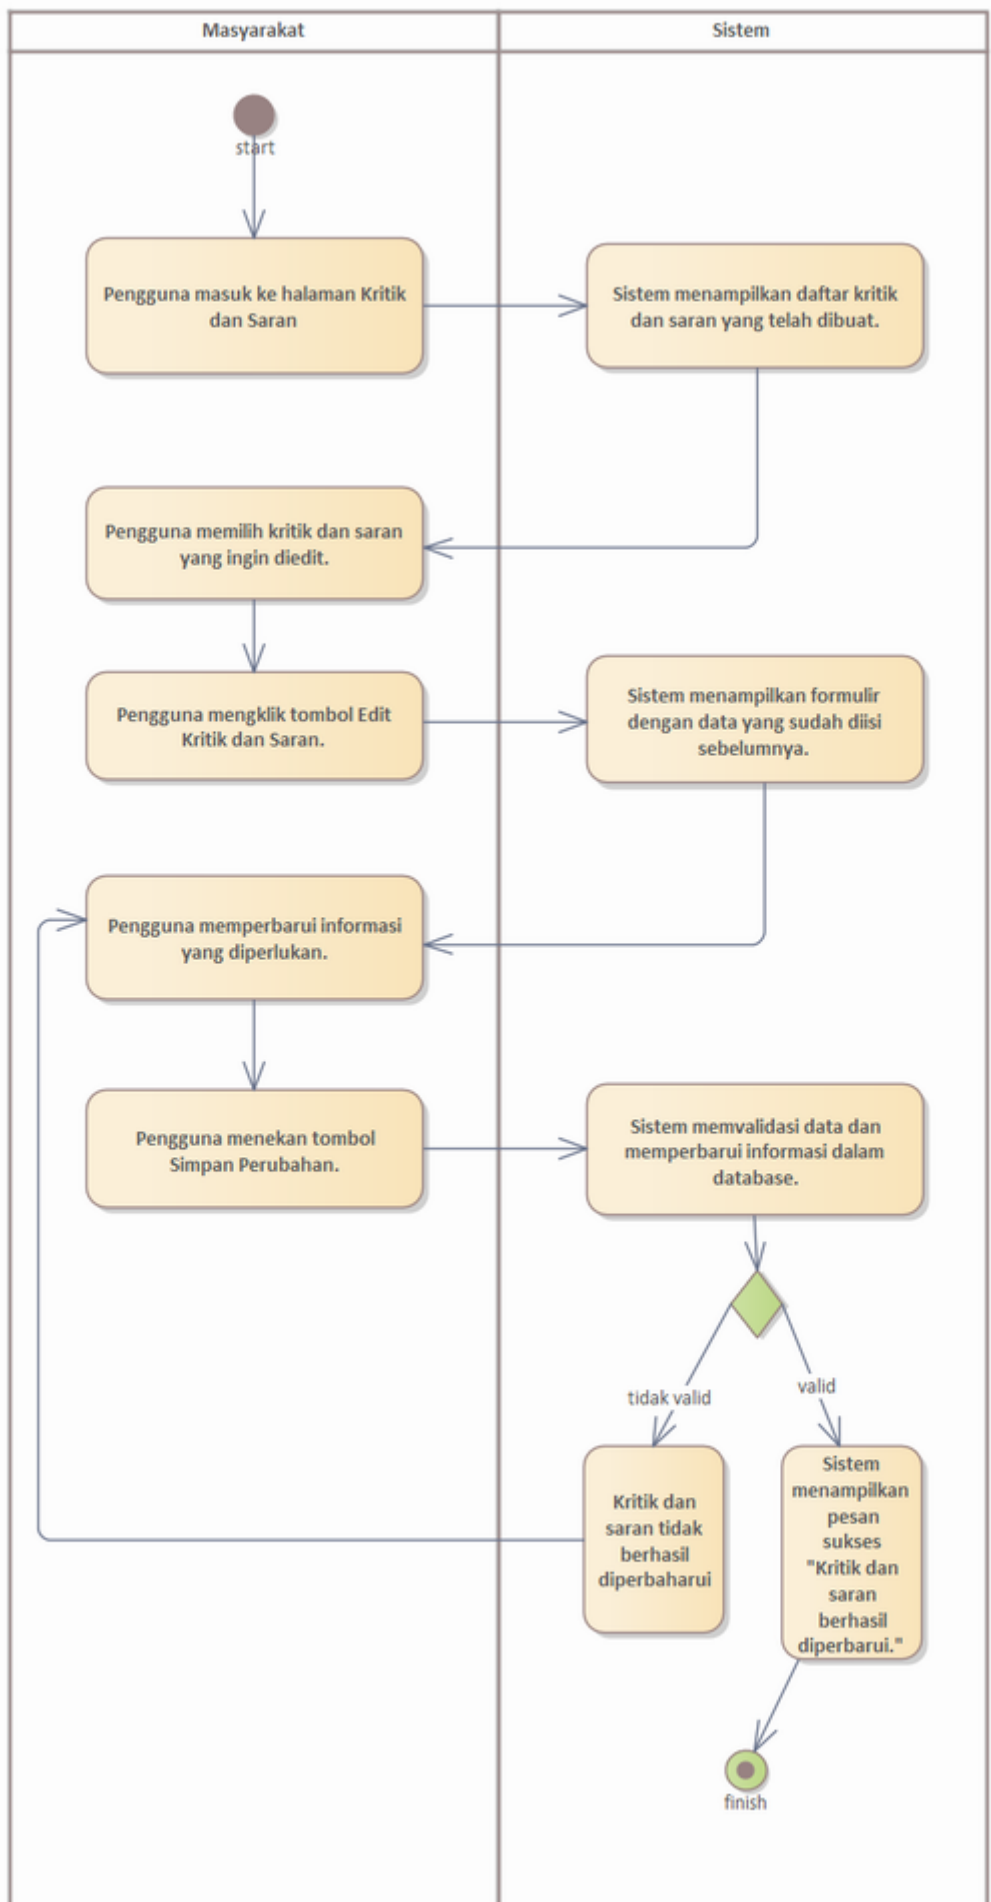 Masyarakat
Sistem
start
Pengguna masuk ke halaman Kritik
dan Saran
Sistem menampilkan daftar kritik
dan saran yang telah dibuat.
Pengguna memilih kritik dan saran
yang ingin diedit.
Pengguna mengklik tombol Edit
Kritik dan Saran.
Sistem menampilkan formulir
dengan data yang sudah diisi
sebelumnya.
Pengguna memperbarui informasi
yang diperlukan.
Pengguna menekan tombol
Simpan Perubahan.
Sistem memvalidasi data dan
memperbarui informasi dalam
database.
tidak valid
valid
Kritik dan
saran tidak
berhasil
diperbaharui
Sistem
menampilkan
pesan
sukses
"Kritik dan
saran
berhasil
diperbarui."
finish